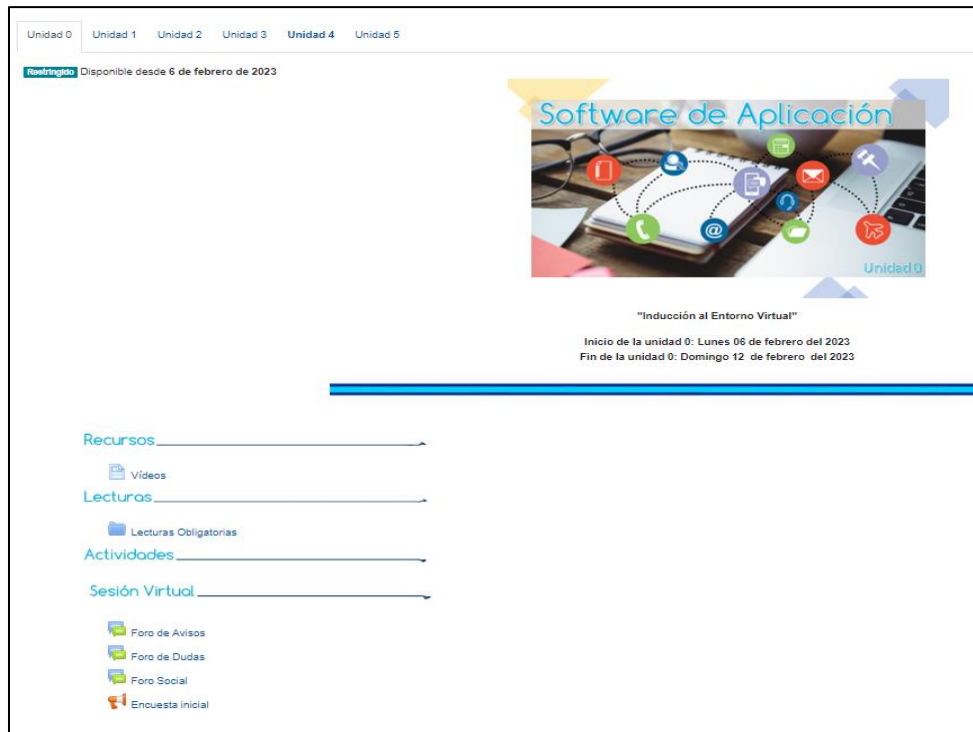 Unidad 0 Unidad 1 Unidad 2 Unidad 3 Unidad 4 Unidad 5
Restringido Disponible desde 6 de febrero de 2023
Software de Aplicación
@
Unidad 0
"Inducción al Entorno Virtual"
Inicio de la unidad 0: Lunes 06 de febrero del 2023
Fin de la unidad 0: Domingo 12 de febrero del 2023
Recursos
Vídeos
Lecturas
Lecturas Obligatorias
Actividades
Sesión Virtual
Foro de Avisos
Foro de Dudas
Foro Social
Encuesta inicial